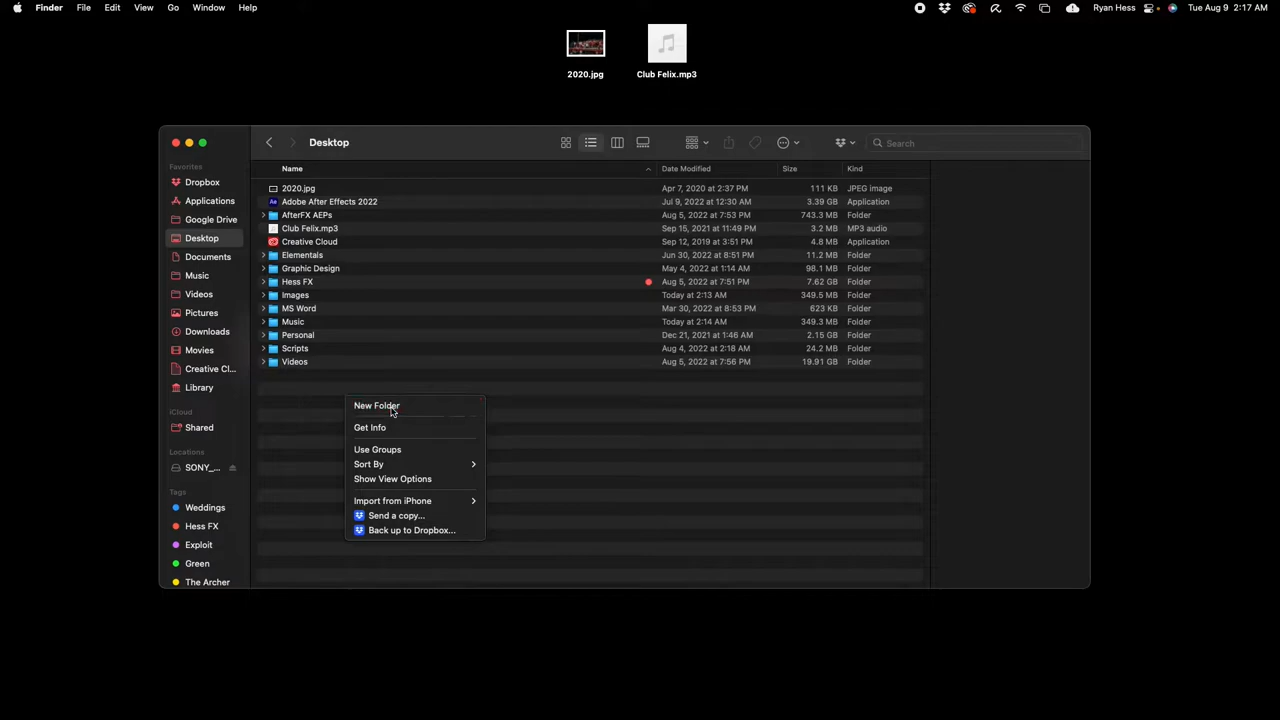 Finder File Edit View Go Window Help Ryan Hess Tue Aug 9 2:17 AM
2020.jpg Club Felix.mp3
Desktop Search
Favorites
Dropbox
Applications
Google Drive
Desktop
Documents
Music
Videos
Pictures
Downloads
Movies
Creative Cl...
Library
iCloud
Shared
Locations
SONY_...
Tags
Weddings
Hess FX
Exploit
Green
The Archer
Name Date Modified Size Kind
2020.jpg Apr 7, 2020 at 2:37 PM 111 KB JPEG image
Ae Adobe After Effects 2022 Jul 9, 2022 at 12:30 AM 3.39 GB Application
AfterFX AEPs Aug 5, 2022 at 7:53 PM 743.3 MB Folder
Club Felix.mp3 Sep 15, 2021 at 11:49 PM 3.2 MB MP3 audio
Creative Cloud Sep 12, 2019 at 3:51 PM 4.8 MB Application
Elementals Jun 30, 2022 at 8:51 PM 11.2 MB Folder
Graphic Design May 4, 2022 at 1:14 AM 98.1 MB Folder
Hess FX Aug 5, 2022 at 7:51 PM 7.62 GB Folder
Images Today at 2:13 AM 349.5 MB Folder
MS Word Mar 30, 2022 at 8:53 PM 623 KB Folder
Music Today at 2:14 AM 349.3 MB Folder
Personal Dec 21, 2021 at 1:46 AM 2.15 GB Folder
Scripts Aug 4, 2022 at 2:18 AM 24.2 MB Folder
Videos Aug 5, 2022 at 7:56 PM 19.91 GB Folder
New Folder
Get Info
Use Groups
Sort By
Show View Options
Import from iPhone
Send a copy...
Back up to Dropbox...